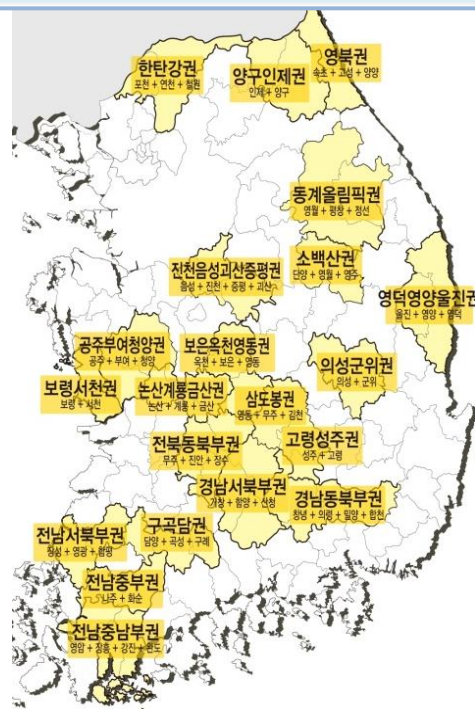 한탄강권
포천 + 연천 + 철원
양구인제권
인제 + 양구
영북권
속초 + 고성 + 양양
동계올림픽권
영월 + 평창 + 정선
진천음성괴산증평권
음성 + 진천 + 증평 + 괴산
소백산권
단양 + 영월 + 영주
영덕영양울진권
울진 + 영양 + 영덕
공주부여청양권
공주 + 부여 + 청양
보은옥천영동권
옥천 + 보은 + 영동
의성군위권
의성 + 군위
보령서천권
보령 + 서천
논산계룡금산권
논산 + 계룡 + 금산
삼도봉권
영동 + 무주 + 김천
전북동북부권
무주 + 진안 + 장수
고령성주권
성주 + 고령
경남서북부권
거창 + 함양 + 산청
경남동북부권
창녕 + 의령 + 밀양 + 합천
전남서북부권
장성 + 영광 + 함평
구곡담권
담양 + 곡성 + 구례
전남중부권
나주 + 화순
전남중남부권
영암 + 장흥 + 강진 + 완도